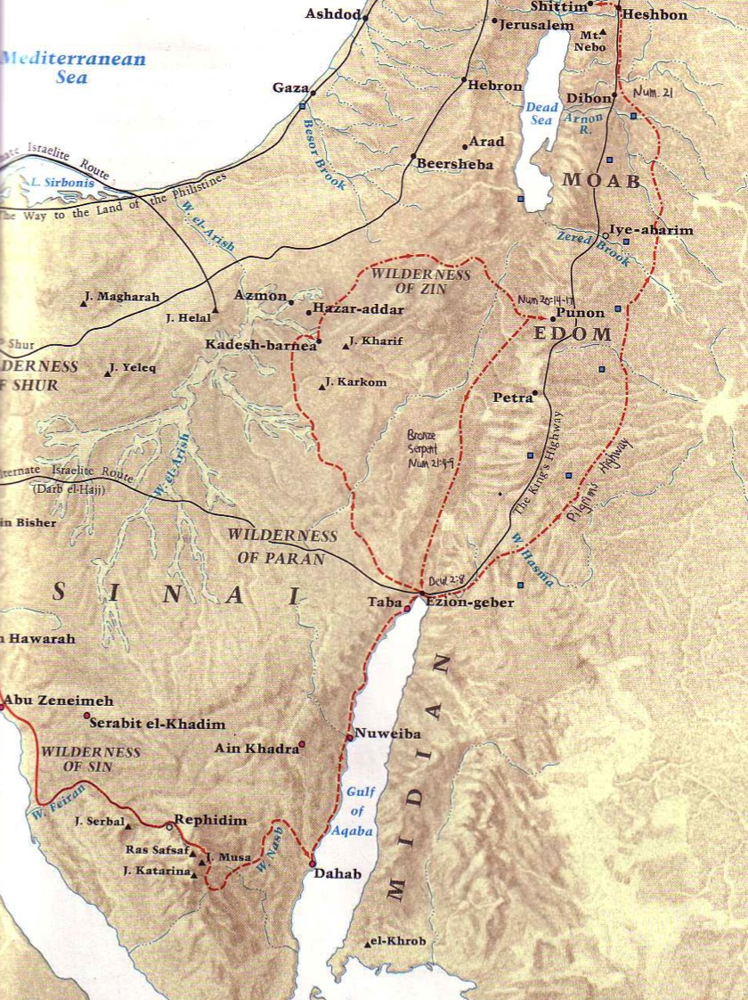 Shittim
Heshbon
Ashdod
Jerusalem
Mt.
Nebo
Mediterranean
Sea
Gaza
Hebron
Dibon
Num. 21
Dead
Sea
Arnon
R.
Besor Brook
Arad
Beersheba
MOAB
Israelite Route
L. Sirbonis
The Way to the Land of the Philistines
W. el-Arish
Iye-abarim
Zered Brook
WILDERNESS
OF ZIN
J. Magharah
Azmon
Hazar-addar
J. Helal
Num 20:14-17
Punon
EDOM
Shur
Kadesh-barnea
J. Kharif
DERNESS
F SHUR
J. Yeleq
J. Karkom
Petra
Bronze
Serpent
Num 21:4-9
The King's Highway
Pilgrim's Highway
W. el-Arish
lternate Israelite Route
(Darb el-Hajj)
in Bisher
WILDERNESS
OF PARAN
W. Hasma
Deut 2:8
SINAI
Taba
Ezion-geber
Hawarah
MIDIAN
Abu Zeneimeh
Serabit el-Khadim
Nuweiba
Ain Khadra
WILDERNESS
OF SIN
Gulf
of
Aqaba
W. Feiran
J. Serbal
Rephidim
W. Nasb
Ras Safsaf
J. Musa
J. Katarina
Dahab
el-Khrob